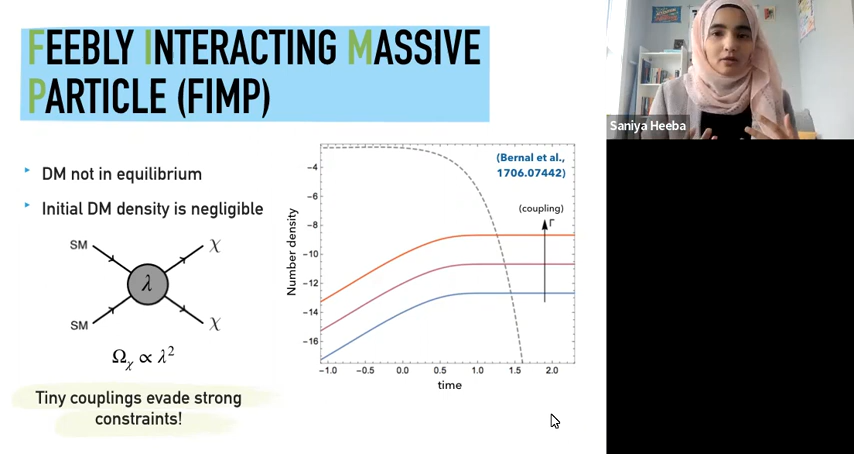 FEEBLY INTERACTING MASSIVE
PARTICLE (FIMP)
Saniya Heeba
‣ DM not in equilibrium
‣ Initial DM density is negligible
SM
χ
λ
SM
χ
Ωχ ∝ λ²
Tiny couplings evade strong
constraints!
(Bernal et al.,
1706.07442)
(coupling)
Γ
Number density
-4
-6
-8
-10
-12
-14
-16
-1.0 -0.5 0.0 0.5 1.0 1.5 2.0
time